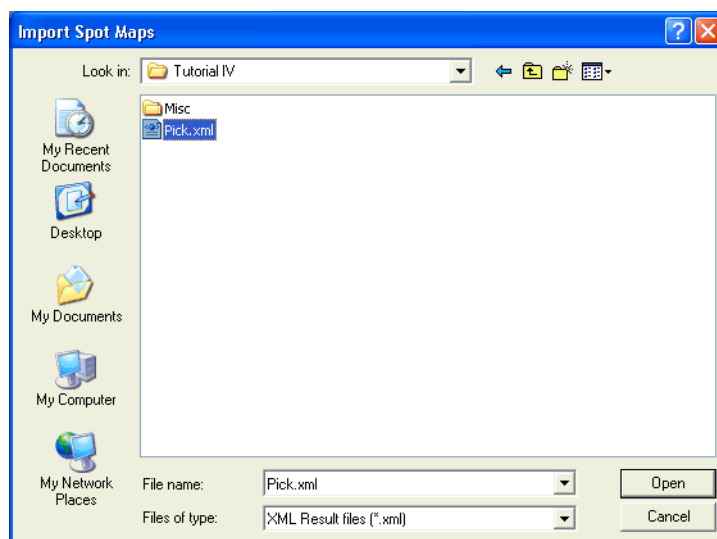 Import Spot Maps
Look in: Tutorial IV
Misc
Pick.xml
My Recent
Documents
Desktop
My Documents
My Computer
My Network
Places
File name: Pick.xml Open
Files of type: XML Result files (*.xml) Cancel